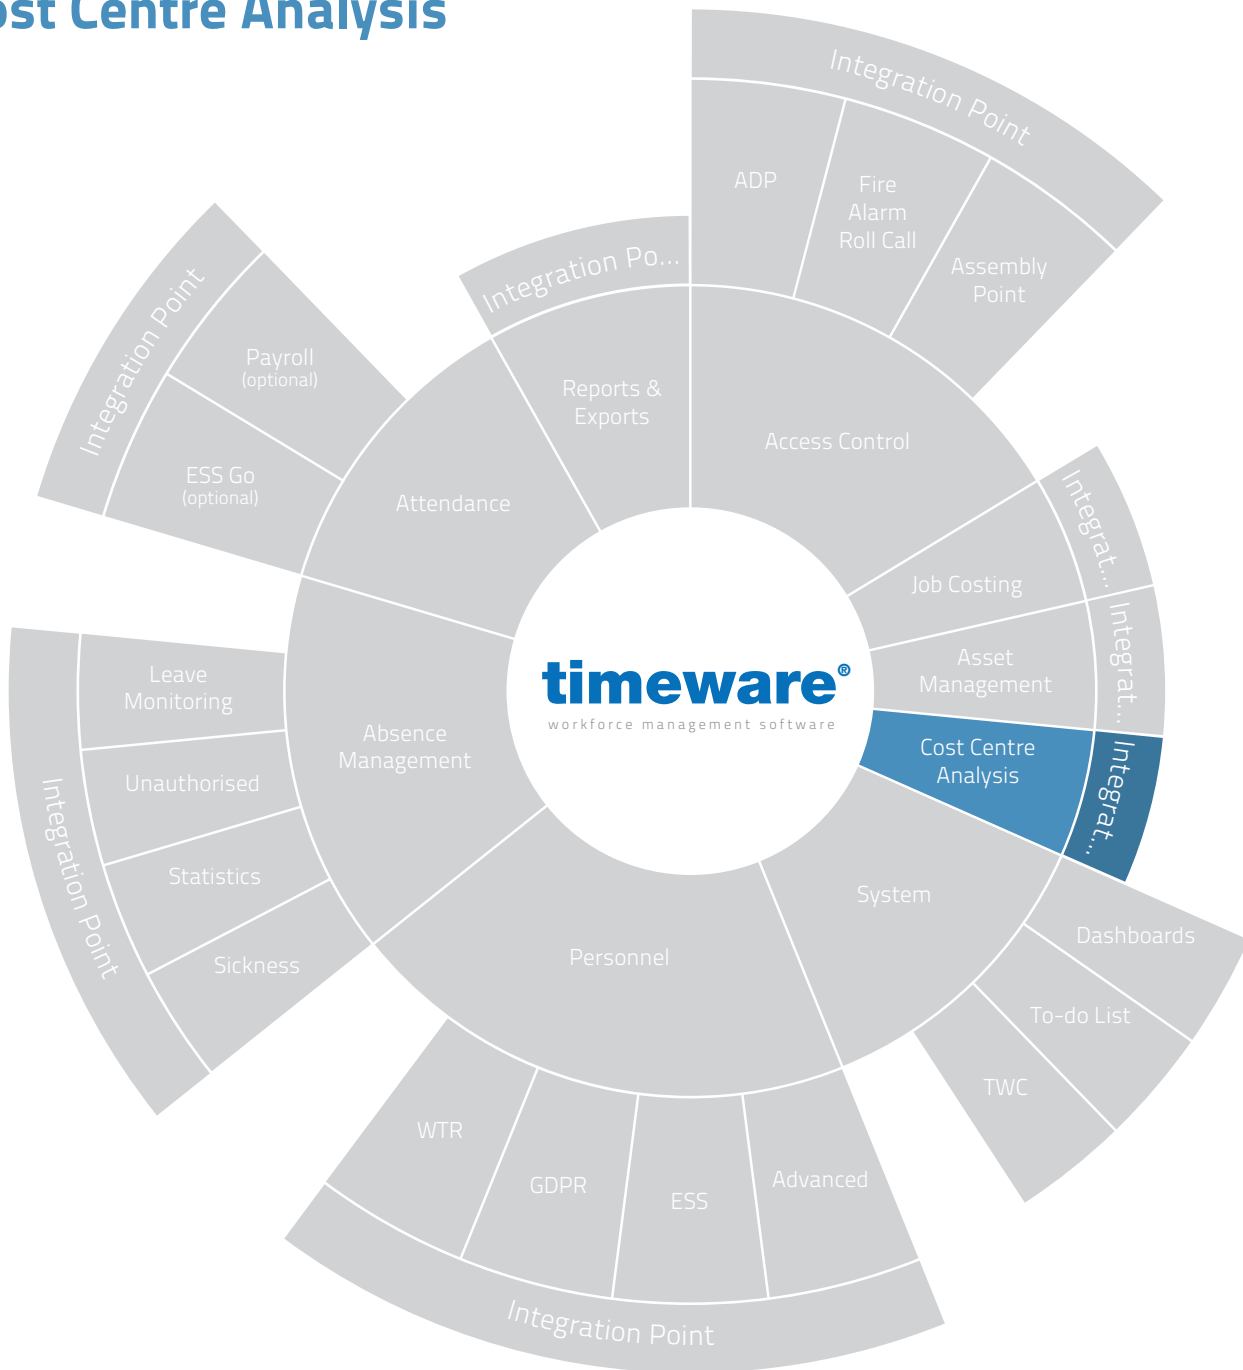 ost Centre Analysis
Integration Point
ADP
Fire
Alarm
Roll Call
Assembly
Point
Integration Po...
Reports &
Exports
Access Control
Integration Point
Payroll
(optional)
ESS Go
(optional)
Attendance
Integrat...
Job Costing
Integrat...
Asset
Management
timeware®
workforce management software
Cost Centre
Analysis
Integrat...
Leave
Monitoring
Unauthorised
Statistics
Sickness
Integration Point
Absence
Management
System
Dashboards
To-do List
TWC
Personnel
WTR
GDPR
ESS
Advanced
Integration Point